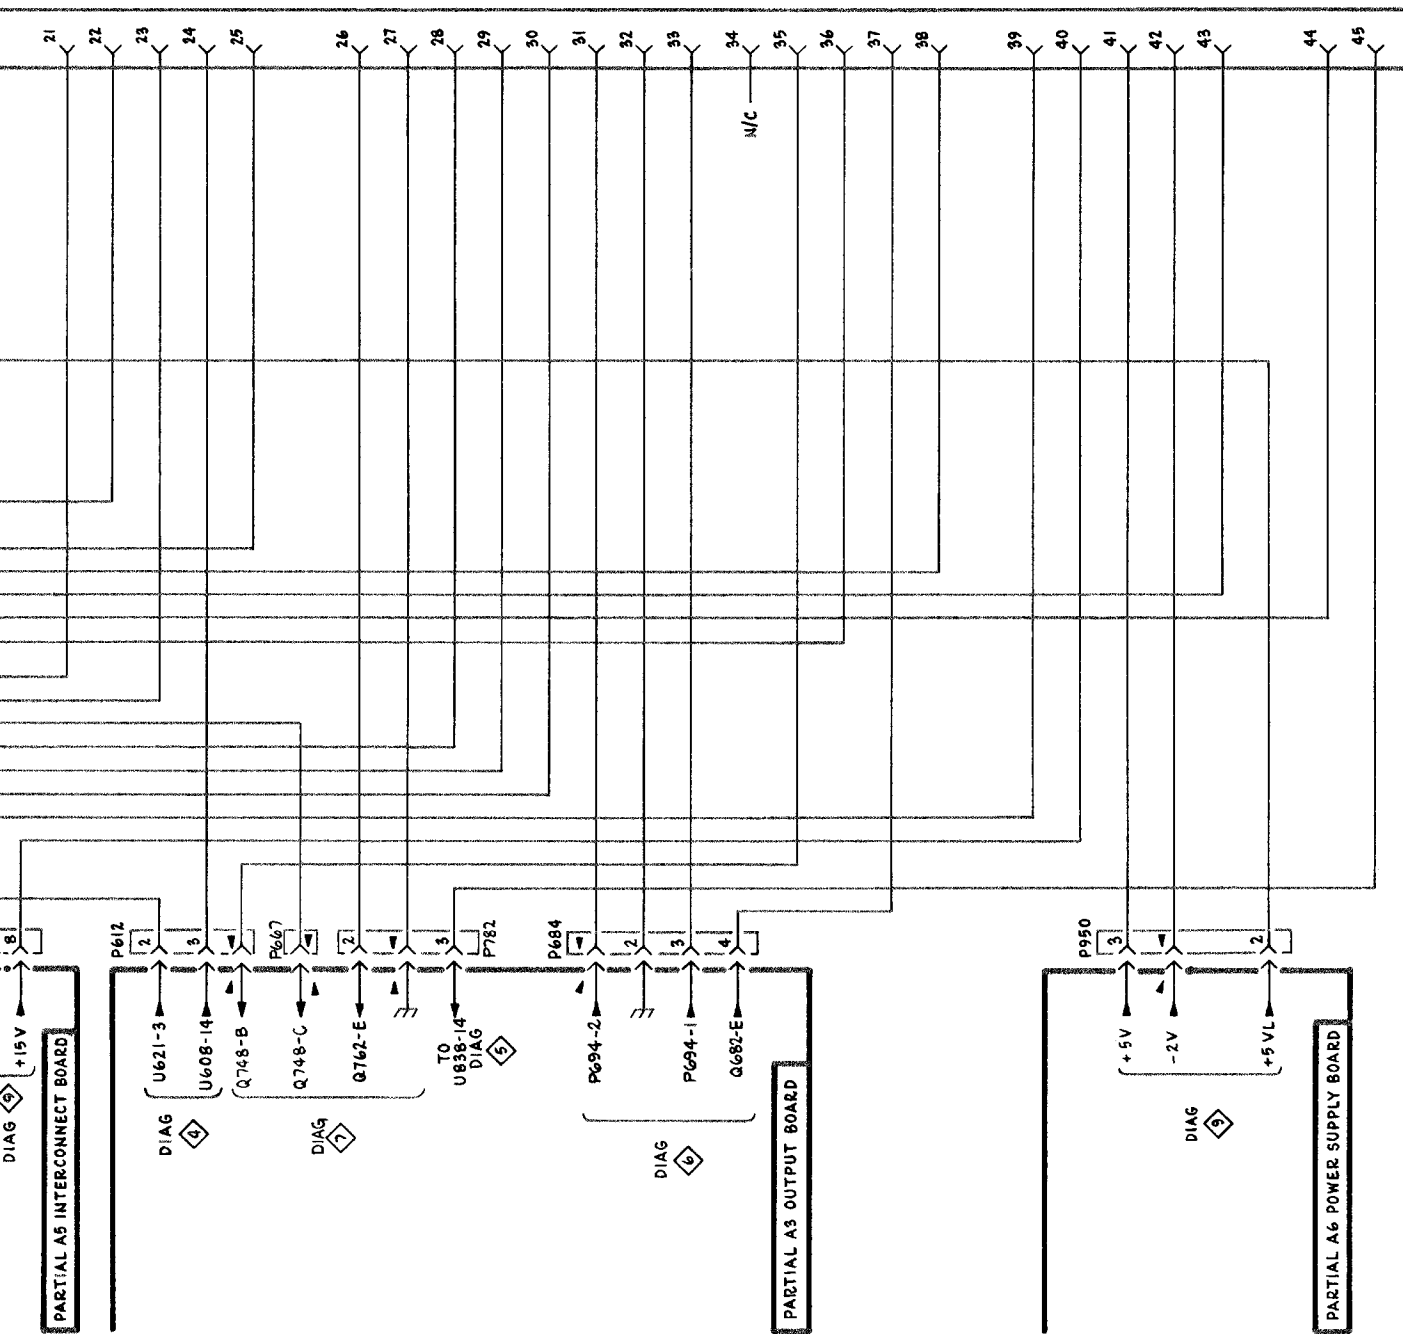 21
22
23
24
25
26
27
28
29
30
31
32
33
34
35
36
37
38
39
40
41
42
43
44
45
N/C
8
P612
2
3
P667
2
3
P782
P684
2
3
4
P950
3
2
+15V
DIAG 9
PARTIAL A5 INTERCONNECT BOARD
U621-3
U608-14
DIAG 4
Q748-B
Q748-C
Q762-E
DIAG 7
TO
U838-14
DIAG 5
P694-2
P694-1
Q682-E
DIAG 6
PARTIAL A3 OUTPUT BOARD
+5V
-2V
+5VL
DIAG 9
PARTIAL A6 POWER SUPPLY BOARD